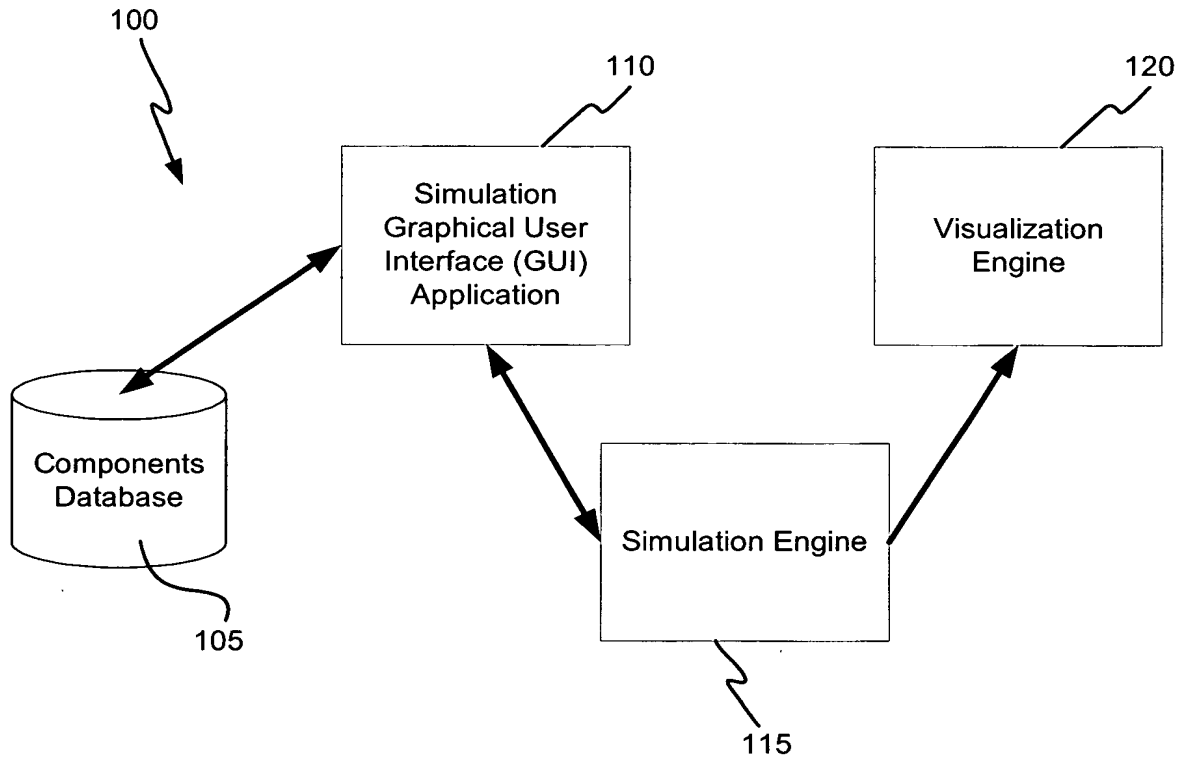 100
110
120
Simulation
Graphical User
Interface (GUI)
Application
Visualization
Engine
Components
Database
Simulation Engine
105
115